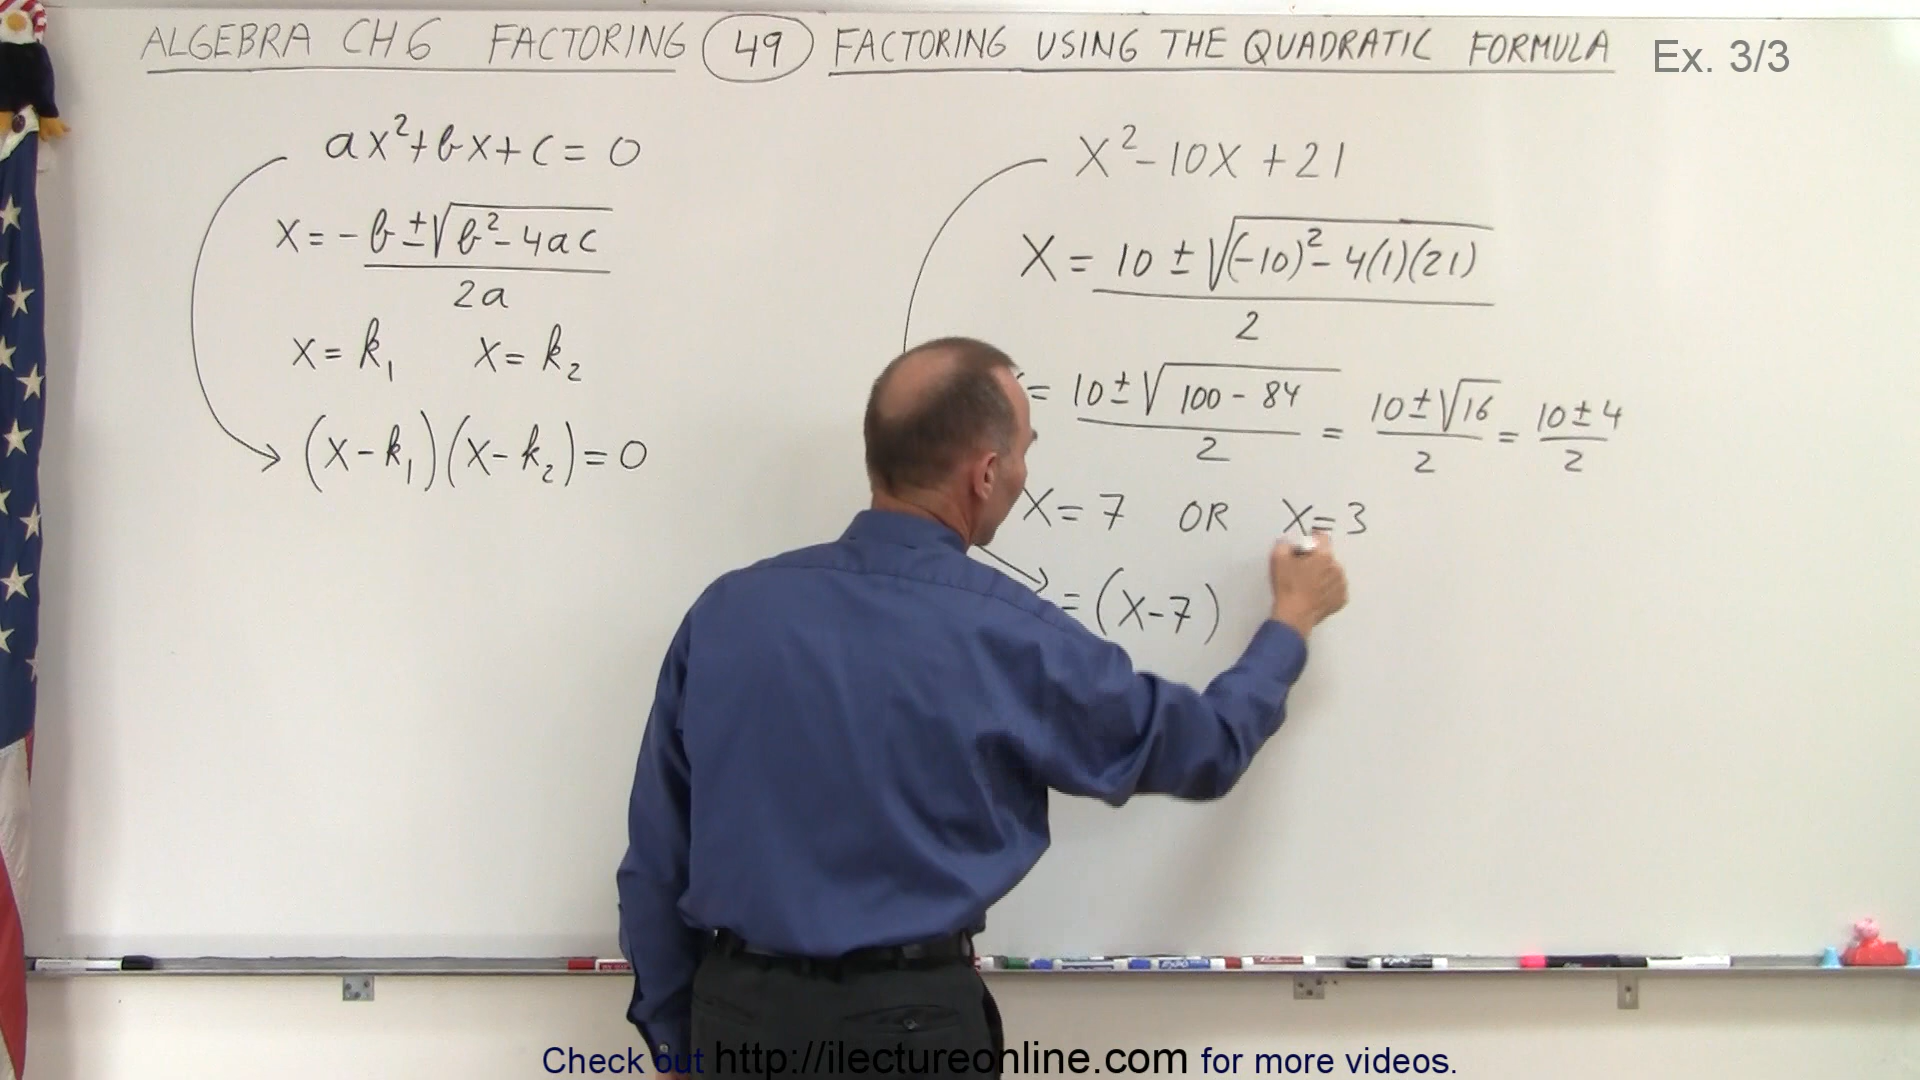 ALGEBRA CH 6 FACTORING 49 FACTORING USING THE QUADRATIC FORMULA Ex. 3/3
ax²+bx+c=0
x=-b±√(b²-4ac)
2a
x=k₁ x=k₂
(x-k₁)(x-k₂)=0
X²-10X+21
X=10±√((-10)²-4(1)(21))
2
=10±√(100-84)
2
=10±√16
2
=10±4
2
X=7 OR X=3
=(X-7)
Check out http://ilectureonline.com for more videos.